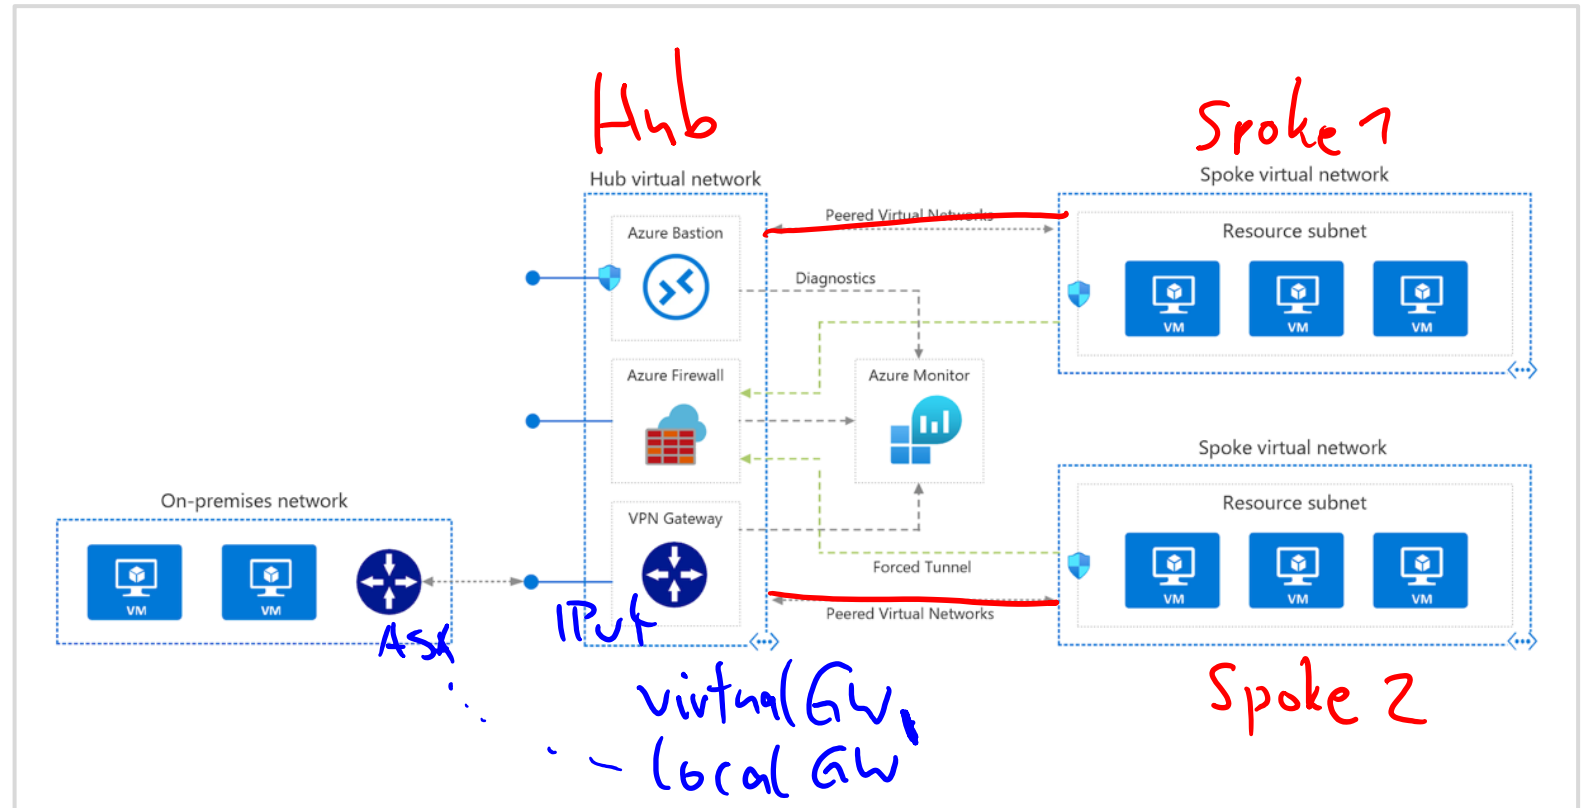 Hub
Spoke 1
Hub virtual network
Spoke virtual network
Peered Virtual Networks
Azure Bastion
Resource subnet
Diagnostics
VM VM VM
Azure Firewall
Azure Monitor
Spoke virtual network
On-premises network
Resource subnet
VPN Gateway
Forced Tunnel
VM VM
VM VM VM
Peered Virtual Networks
ASA
IPv4
virtual GW
Spoke 2
local GW